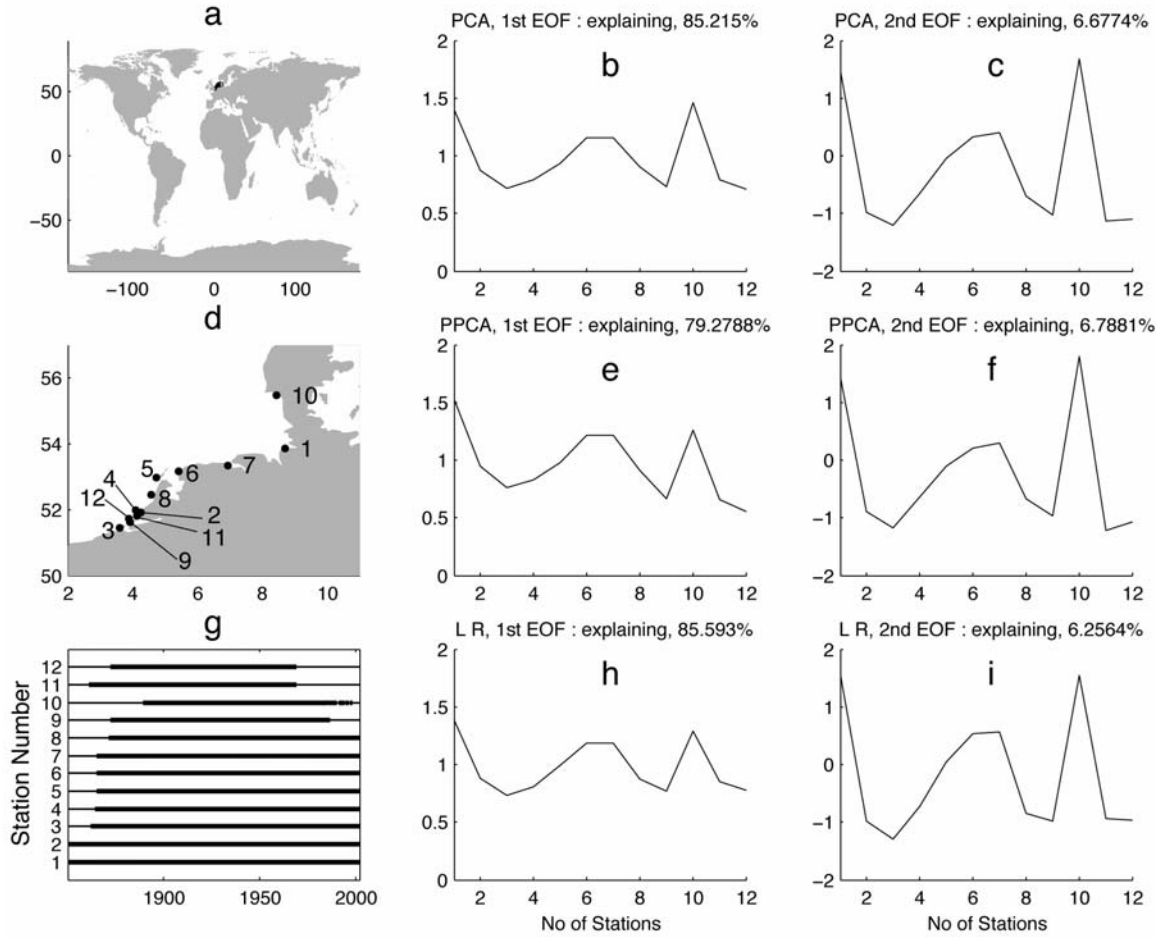 a
50
0
−50
−100 0 100
PCA, 1st EOF : explaining, 85.215%
b
2
1.5
1
0.5
0
2 4 6 8 10 12
PCA, 2nd EOF : explaining, 6.6774%
c
2
1
0
−1
−2
2 4 6 8 10 12
d
56
54
52
50
2 4 6 8 10
10
1
7
6
5
4
8
12
2
3
11
9
PPCA, 1st EOF : explaining, 79.2788%
e
2
1.5
1
0.5
0
2 4 6 8 10 12
PPCA, 2nd EOF : explaining, 6.7881%
f
2
1
0
−1
−2
2 4 6 8 10 12
g
Station Number
12
11
10
9
8
7
6
5
4
3
2
1
1900 1950 2002
L R, 1st EOF : explaining, 85.593%
h
2
1.5
1
0.5
0
2 4 6 8 10 12
No of Stations
L R, 2nd EOF : explaining, 6.2564%
i
2
1
0
−1
−2
2 4 6 8 10 12
No of Stations